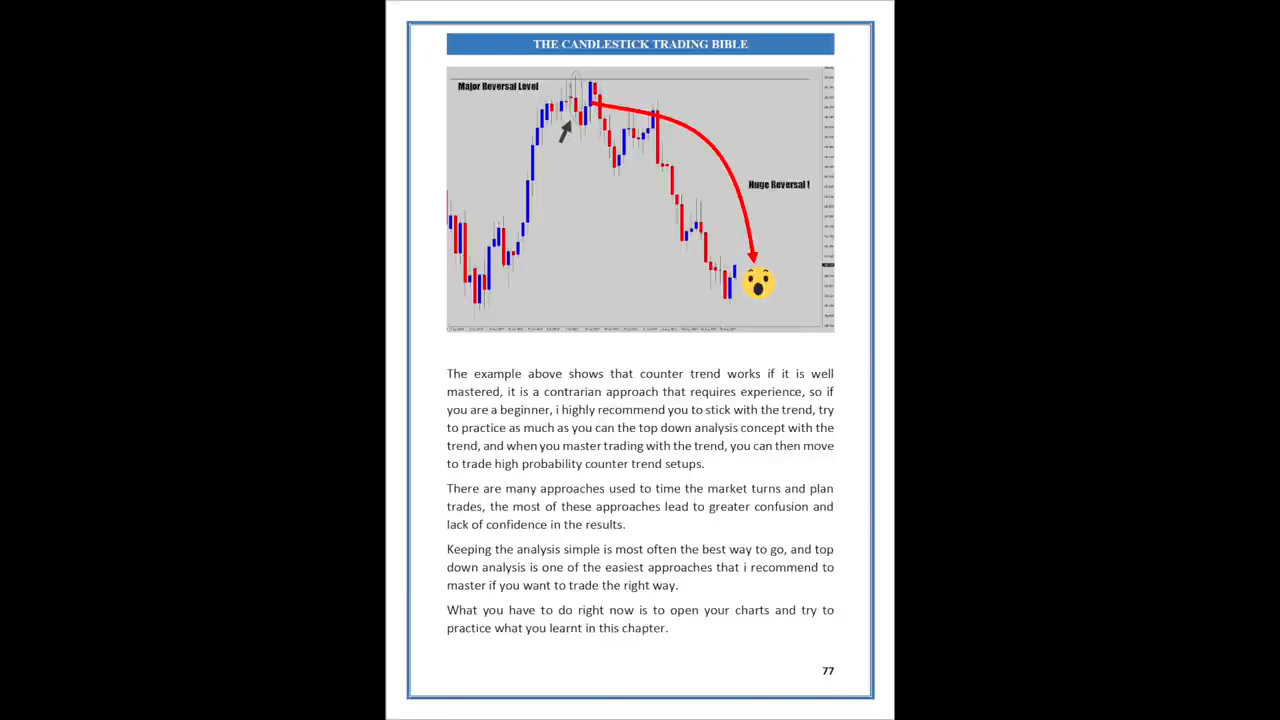 THE CANDLESTICK TRADING BIBLE
Major Reversal Level
Huge Reversal !
The example above shows that counter trend works if it is well
mastered, it is a contrarian approach that requires experience, so if
you are a beginner, i highly recommend you to stick with the trend, try
to practice as much as you can the top down analysis concept with the
trend, and when you master trading with the trend, you can then move
to trade high probability counter trend setups.
There are many approaches used to time the market turns and plan
trades, the most of these approaches lead to greater confusion and
lack of confidence in the results.
Keeping the analysis simple is most often the best way to go, and top
down analysis is one of the easiest approaches that i recommend to
master if you want to trade the right way.
What you have to do right now is to open your charts and try to
practice what you learnt in this chapter.
77